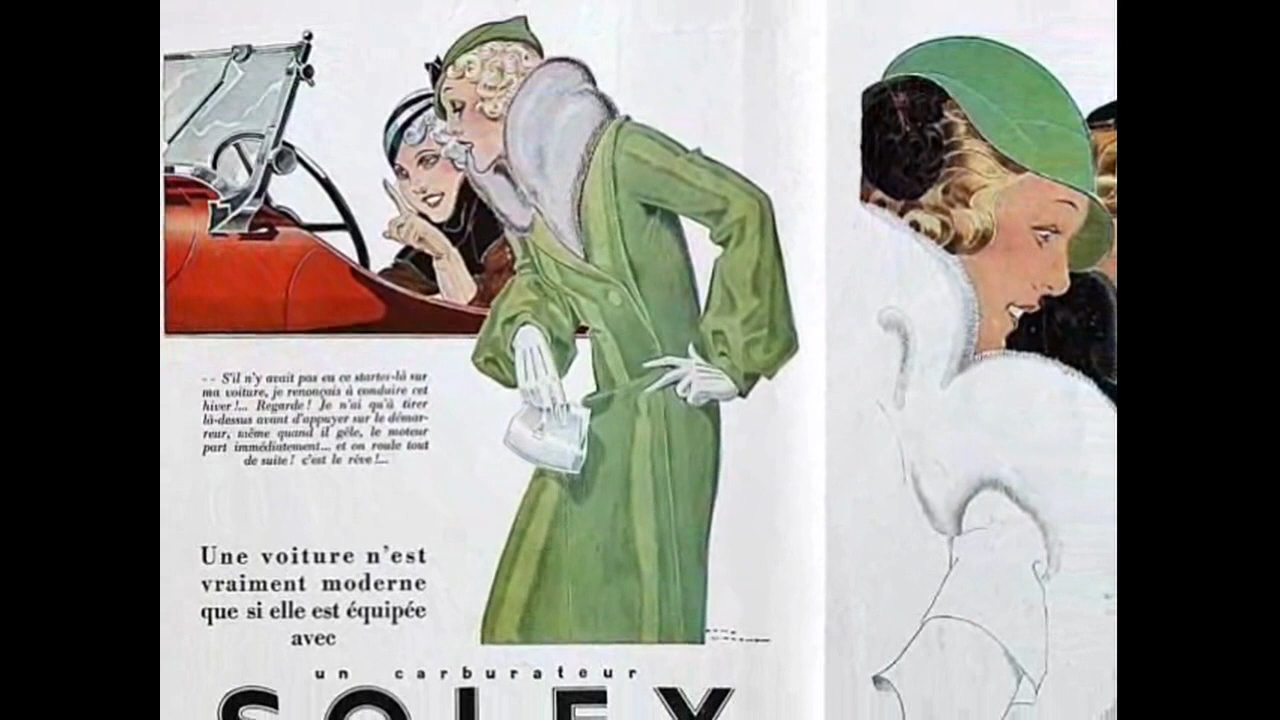 -- S'il n'y avait pas eu ce starter-là sur
ma voiture, je renonçais à conduire cet
hiver!... Regarde! Je n'ai qu'à tirer
là-dessus avant d'appuyer sur le démar-
reur, même quand il gèle, le moteur
part immédiatement... et on roule tout
de suite! c'est le rêve!...
Une voiture n'est
vraiment moderne
que si elle est équipée
avec
un carburateur
SOLEX